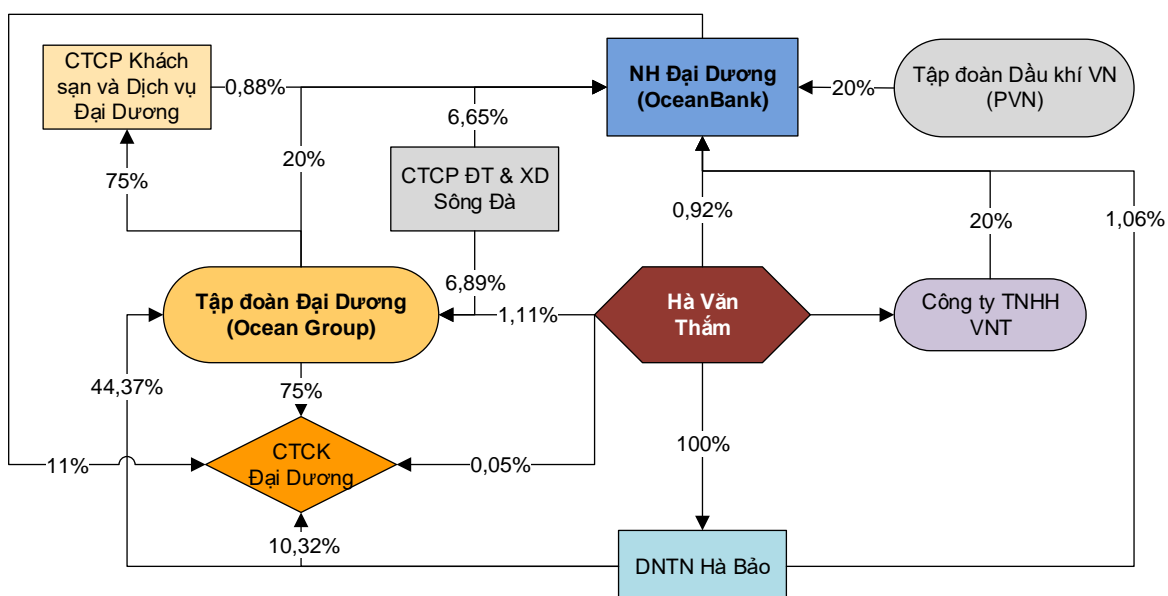 CTCP Khách
sạn và Dịch vụ
Đại Dương
0,88%
NH Đại Dương
(OceanBank)
20%
Tập đoàn Dầu khí VN
(PVN)
6,65%
75%
20%
CTCP ĐT & XD
Sông Đà
0,92%
20%
1,06%
6,89%
Tập đoàn Đại Dương
(Ocean Group)
1,11%
Hà Văn
Thắm
Công ty TNHH
VNT
44,37%
75%
100%
11%
CTCK
Đại Dương
0,05%
10,32%
DNTN Hà Bảo